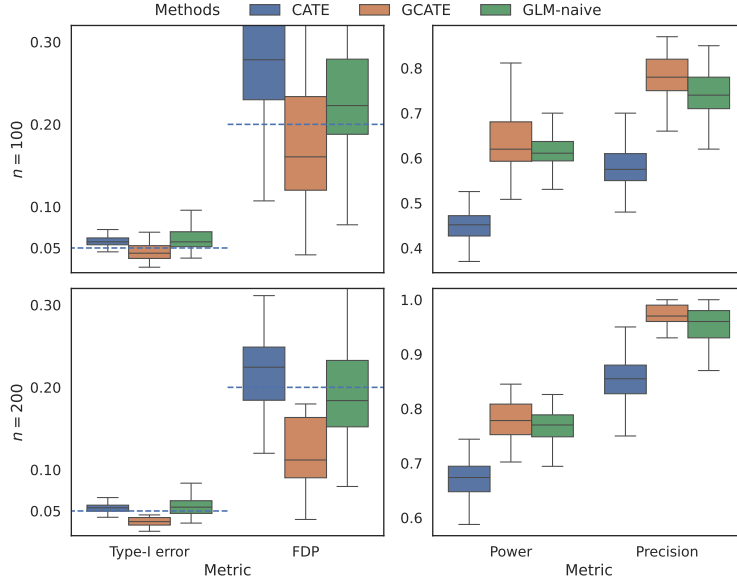 Methods CATE GCATE GLM-naive
n = 100
0.30
0.20
0.10
0.05
0.8
0.7
0.6
0.5
0.4
n = 200
0.30
0.20
0.10
0.05
1.0
0.9
0.8
0.7
0.6
Type-I error FDP
Metric
Power Precision
Metric